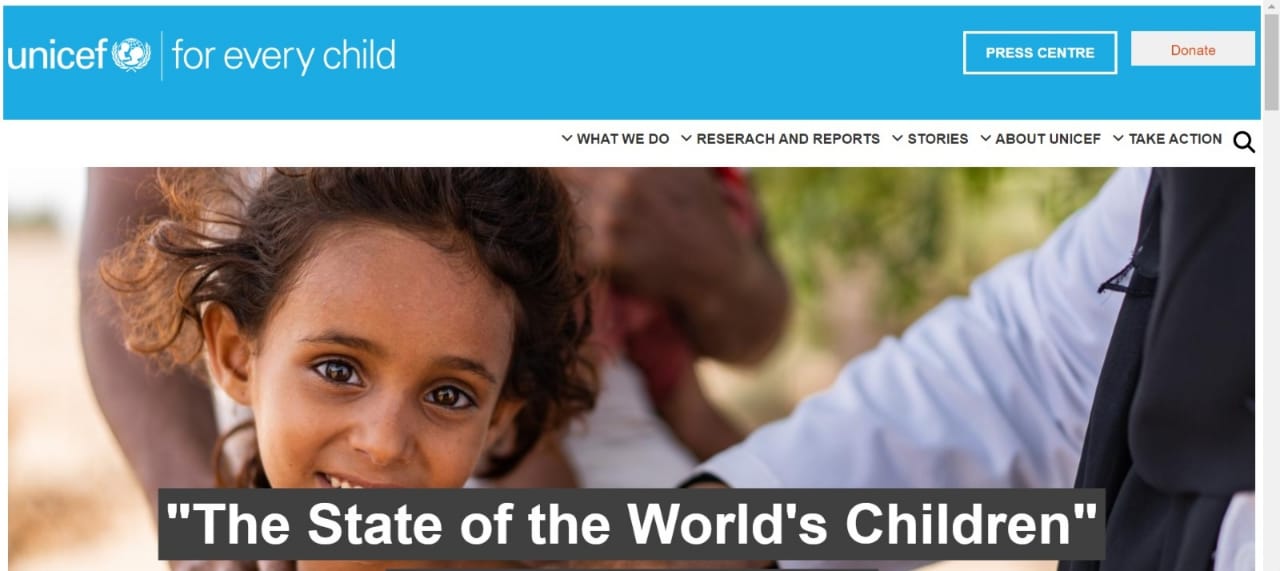 unicef for every child
PRESS CENTRE
Donate
WHAT WE DO RESERACH AND REPORTS STORIES ABOUT UNICEF TAKE ACTION
"The State of the World's Children"